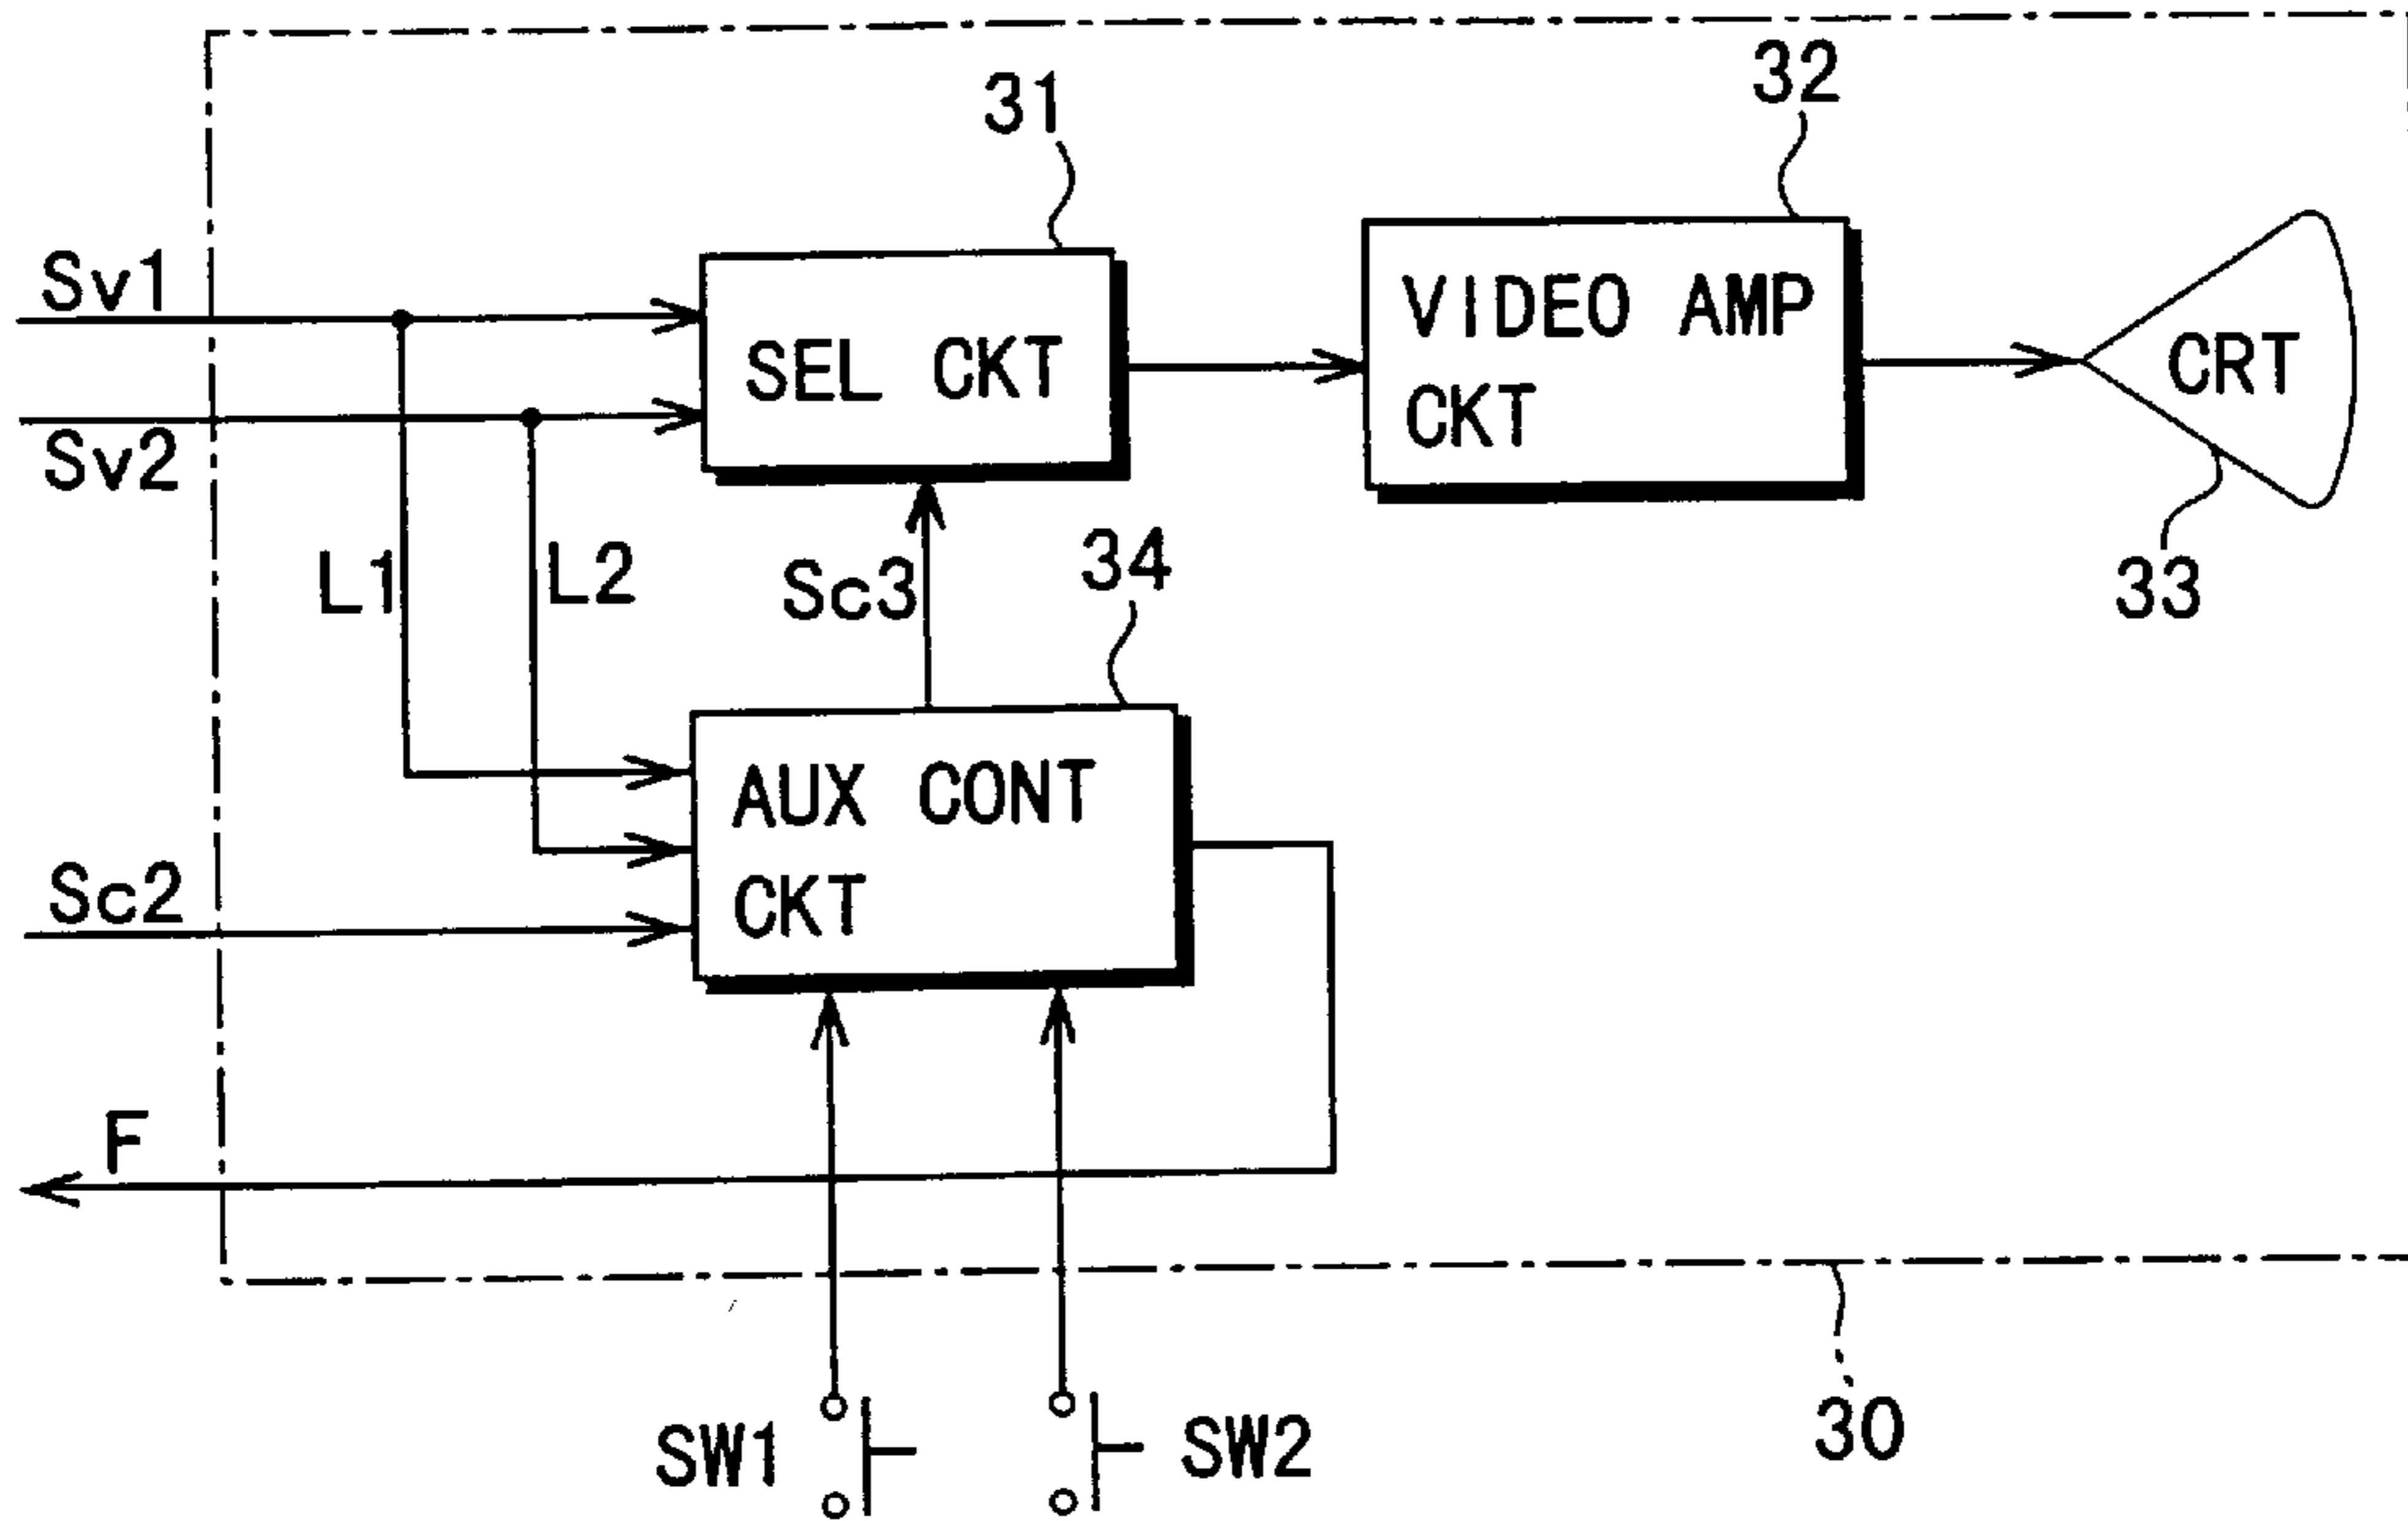 32
31
Sv1
SEL CKT
VIDEO AMP
CKT
CRT
Sv2
L1
L2
Sc3
34
33
AUX CONT
CKT
Sc2
F
SW1
SW2
30